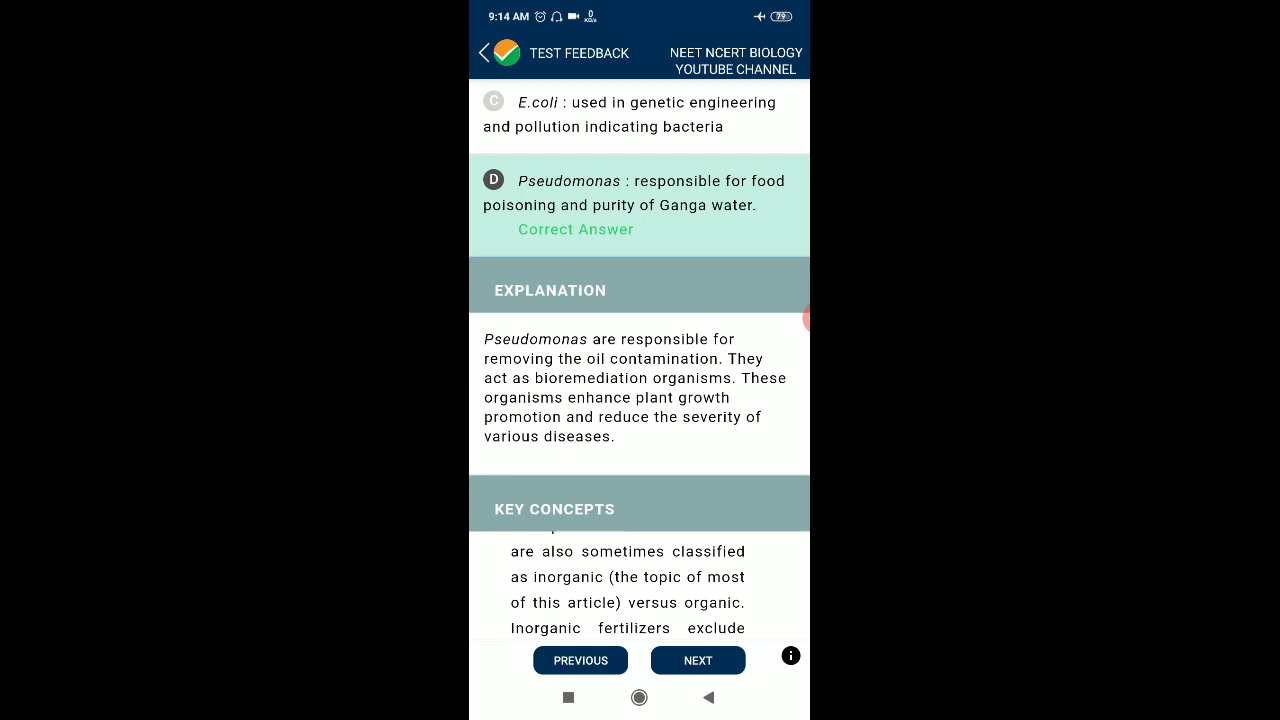 9:14 AM 0 KB/s 79
TEST FEEDBACK
NEET NCERT BIOLOGY
YOUTUBE CHANNEL
C E.coli : used in genetic engineering
and pollution indicating bacteria
D Pseudomonas : responsible for food
poisoning and purity of Ganga water.
Correct Answer
EXPLANATION
Pseudomonas are responsible for
removing the oil contamination. They
act as bioremediation organisms. These
organisms enhance plant growth
promotion and reduce the severity of
various diseases.
KEY CONCEPTS
are also sometimes classified
as inorganic (the topic of most
of this article) versus organic.
Inorganic fertilizers exclude
PREVIOUS NEXT